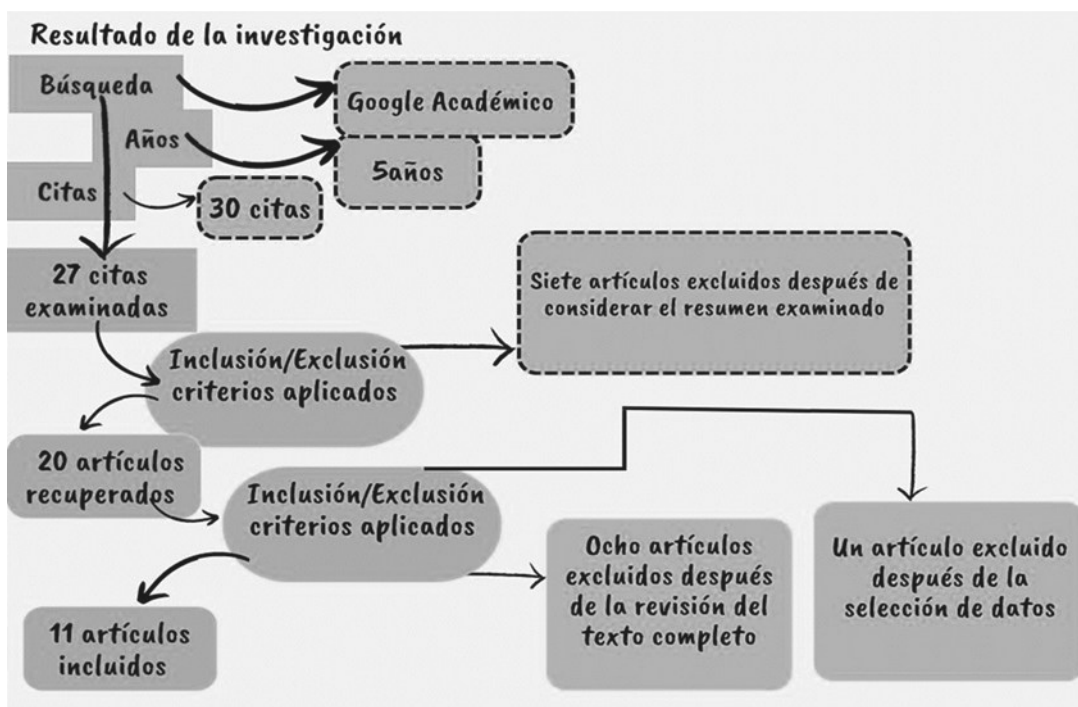 Resultado de la investigación
Búsqueda
Google Académico
Años
5años
Citas
30 citas
27 citas
examinadas
Siete artículos excluidos después de
considerar el resumen examinado
Inclusión/Exclusión
criterios aplicados
20 artículos
recuperados
Inclusión/Exclusión
criterios aplicados
Ocho artículos
excluidos después
de la revisión del
texto completo
Un artículo excluido
después de la
selección de datos
11 artículos
incluidos